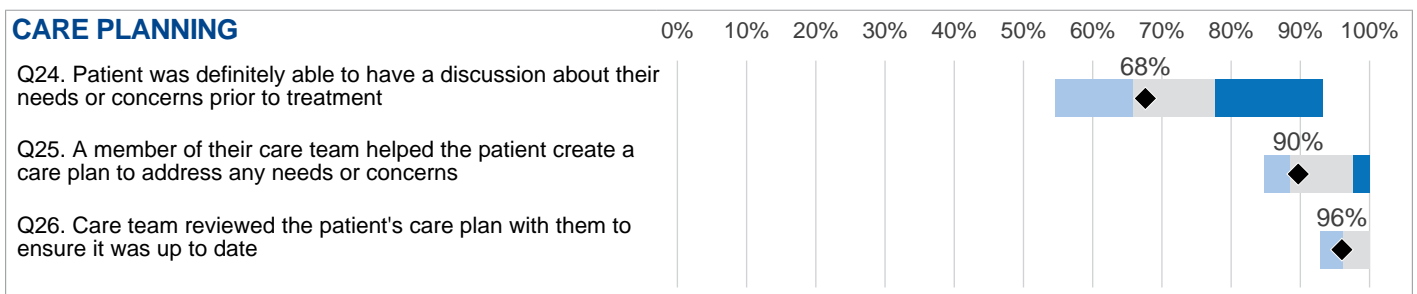 CARE PLANNING
0% 10% 20% 30% 40% 50% 60% 70% 80% 90% 100%
Q24. Patient was definitely able to have a discussion about their
needs or concerns prior to treatment
68%
Q25. A member of their care team helped the patient create a
care plan to address any needs or concerns
90%
Q26. Care team reviewed the patient's care plan with them to
ensure it was up to date
96%